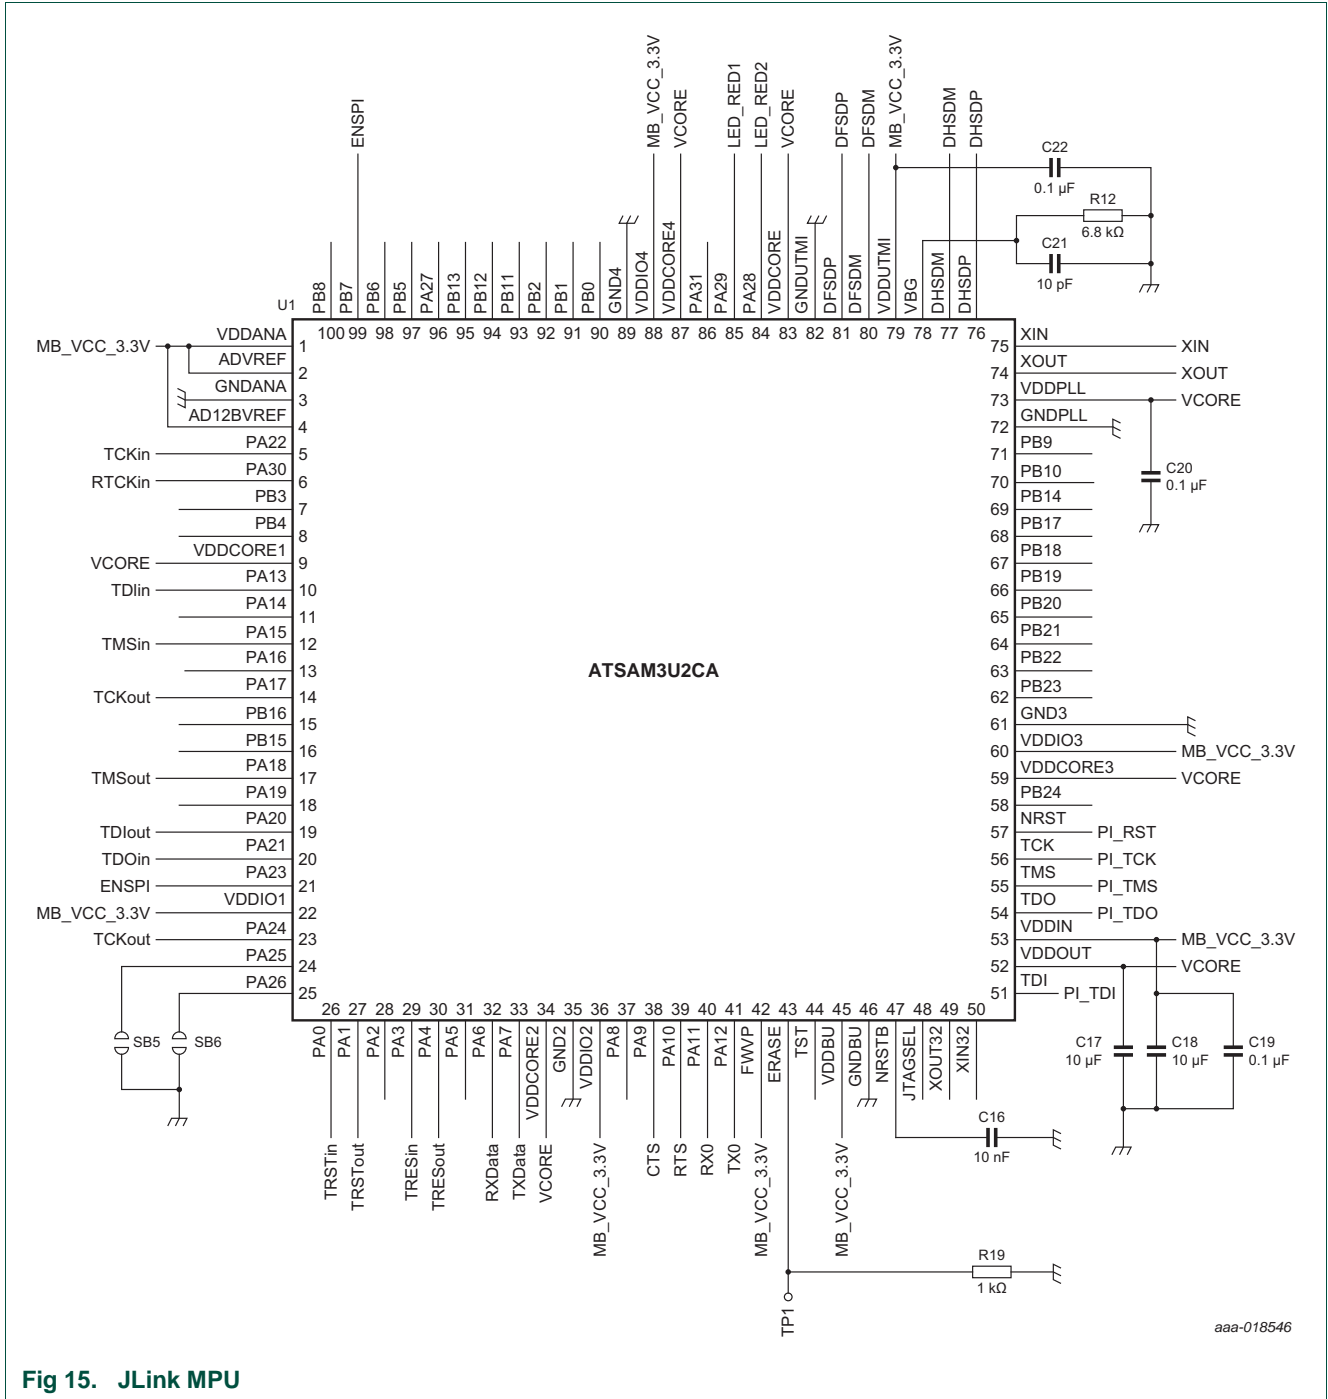 ENSPI
MB_VCC_3.3V
VCORE
LED_RED1
LED_RED2
VCORE
DFSDP
DFSDM
MB_VCC_3.3V
DHSDM
DHSDP
C22
0.1 µF
R12
6.8 kΩ
C21
10 pF
U1
PB8
PB7
PB6
PB5
PA27
PB13
PB12
PB11
PB2
PB1
PB0
GND4
VDDIO4
VDDCORE4
PA31
PA29
PA28
VDDCORE
GNDUTMI
DFSDP
DFSDM
VDDUTMI
VBG
DHSDM
DHSDP
100 99 98 97 96 95 94 93 92 91 90 89 88 87 86 85 84 83 82 81 80 79 78 77 76
MB_VCC_3.3V VDDANA 1
ADVREF 2
GNDANA 3
AD12BVREF 4
TCKin PA22 5
RTCKin PA30 6
PB3 7
PB4 8
VCORE VDDCORE1 9
TDIin PA13 10
PA14 11
TMSin PA15 12
PA16 13
TCKout PA17 14
PB16 15
PB15 16
TMSout PA18 17
PA19 18
TDIout PA20 19
TDOin PA21 20
ENSPI PA23 21
MB_VCC_3.3V VDDIO1 22
TCKout PA24 23
PA25 24
PA26 25
SB5
SB6
ATSAM3U2CA
75 XIN XIN
74 XOUT XOUT
73 VDDPLL VCORE
72 GNDPLL
71 PB9
70 PB10
69 PB14
68 PB17
67 PB18
66 PB19
65 PB20
64 PB21
63 PB22
62 PB23
61 GND3
60 VDDIO3 MB_VCC_3.3V
59 VDDCORE3 VCORE
58 PB24
57 NRST PI_RST
56 TCK PI_TCK
55 TMS PI_TMS
54 TDO PI_TDO
53 VDDIN MB_VCC_3.3V
52 VDDOUT VCORE
51 TDI PI_TDI
C20
0.1 µF
C17
10 µF
C18
10 µF
C19
0.1 µF
26 27 28 29 30 31 32 33 34 35 36 37 38 39 40 41 42 43 44 45 46 47 48 49 50
PA0
PA1
PA2
PA3
PA4
PA5
PA6
PA7
VDDCORE2
GND2
VDDIO2
PA8
PA9
PA10
PA11
PA12
FWVP
ERASE
TST
VDDBU
GNDBU
NRSTB
JTAGSEL
XOUT32
XIN32
TRSTin
TRSTout
TRESin
TRESout
RXData
TXData
VCORE
MB_VCC_3.3V
CTS
RTS
RX0
TX0
MB_VCC_3.3V
MB_VCC_3.3V
C16
10 nF
R19
1 kΩ
TP1
aaa-018546
Fig 15. JLink MPU